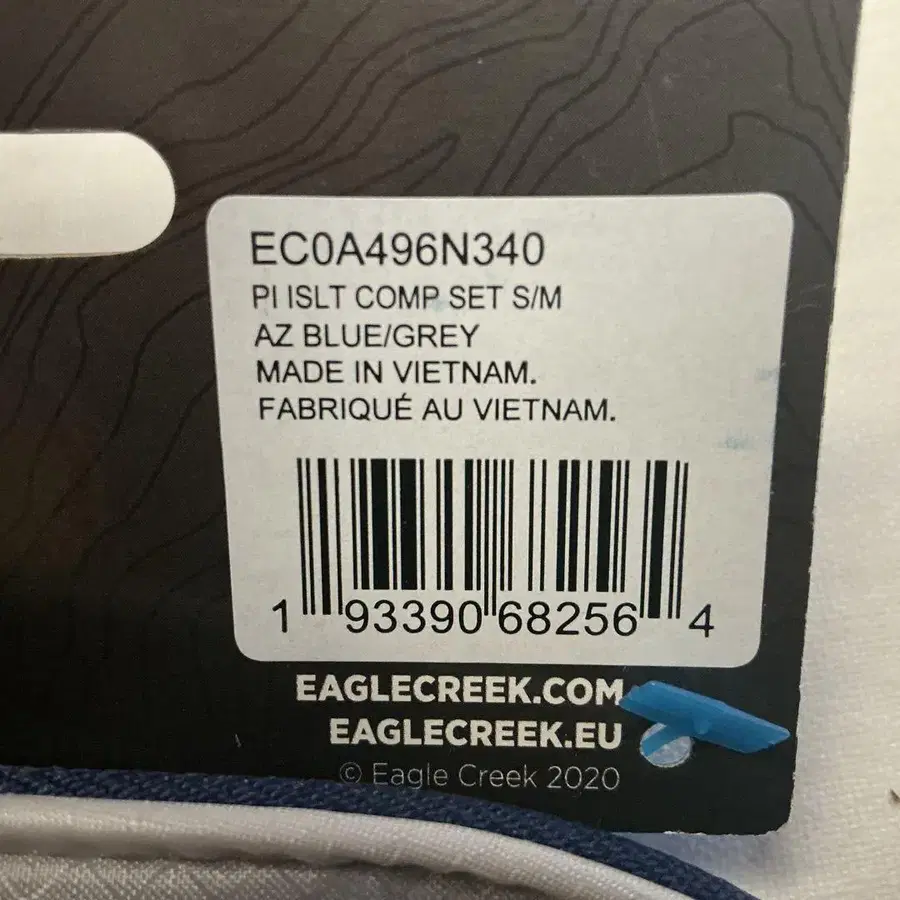 EC0A496N340
PI ISLT COMP SET S/M
AZ BLUE/GREY
MADE IN VIETNAM.
FABRIQUÉ AU VIETNAM.
1 93390 68256 4
EAGLECREEK.COM
EAGLECREEK.EU
© Eagle Creek 2020